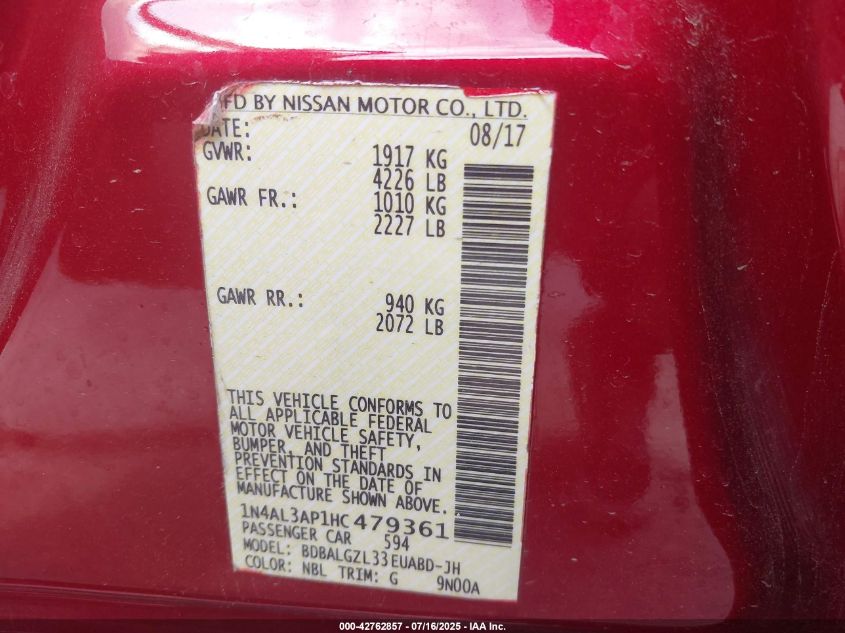 FD BY NISSAN MOTOR CO., LTD.
DATE: 08/17
GVWR: 1917 KG
4226 LB
GAWR FR.: 1010 KG
2227 LB
GAWR RR.: 940 KG
2072 LB
THIS VEHICLE CONFORMS TO
ALL APPLICABLE FEDERAL
MOTOR VEHICLE SAFETY,
BUMPER, AND THEFT
PREVENTION STANDARDS IN
EFFECT ON THE DATE OF
MANUFACTURE SHOWN ABOVE.
1N4AL3AP1HC479361
PASSENGER CAR 594
MODEL: BDBALGZL33EUABD-JH
COLOR: NBL TRIM: G 9N00A
000-42762857 - 07/16/2025 - IAA Inc.